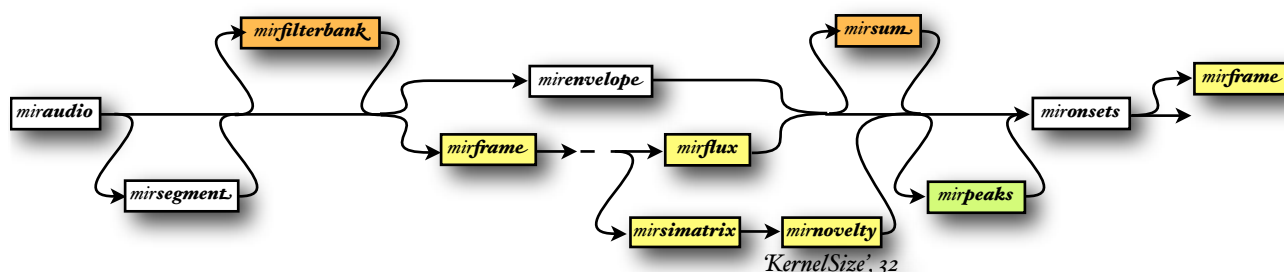 mirfilterbank
mirsum
mirenvelope
mirframe
miraudio
mironsets
mirframe
mirflux
mirsegment
mirpeaks
mirsimatrix
mirnovelty
'KernelSize', 32